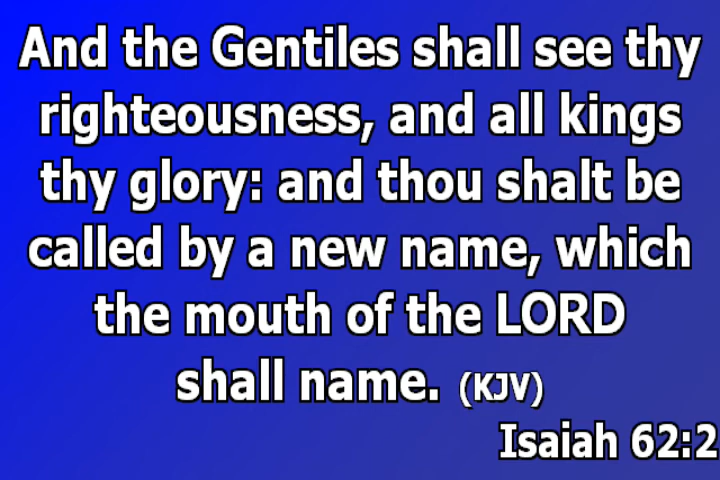 And the Gentiles shall see thy
righteousness, and all kings
thy glory: and thou shalt be
called by a new name, which
the mouth of the LORD
shall name. (KJV)
Isaiah 62:2